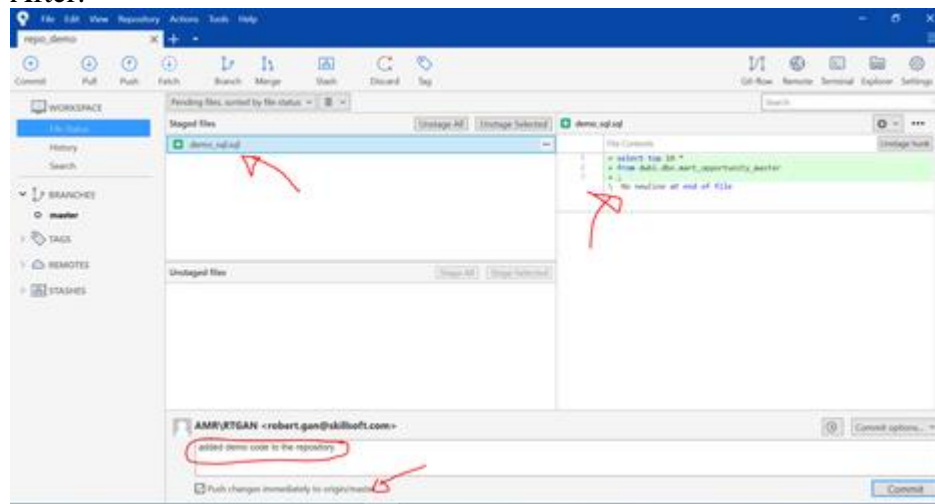 After:
File Edit View Repository Actions Tools Help
repo_demo
Commit Pull Push Fetch Branch Merge Stash Discard Tag
Git-flow Remote Terminal Explorer Settings
WORKSPACE
File Status
History
Search
BRANCHES
master
TAGS
REMOTES
STASHES
Pending files, sorted by file status
Search
Staged files
Unstage All Unstage Selected
demo_sql.sql
Unstaged files
Stage All Stage Selected
demo_sql.sql
File Contents
Unstage hunk
1 + select top 10 *
2 + from
3 + ;
\ No newline at end of file
AMR\RTGAN <robert.gan@skillsoft.com>
added demo code to the repository
Push changes immediately to origin/master
Commit options...
Commit